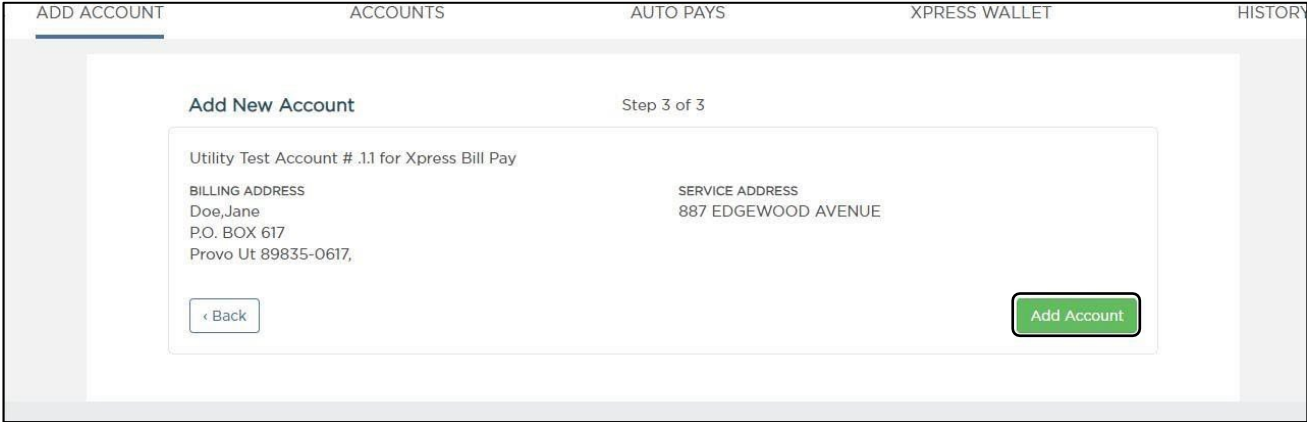 ADD ACCOUNT ACCOUNTS AUTO PAYS XPRESS WALLET HISTORY
Add New Account Step 3 of 3
Utility Test Account # .1.1 for Xpress Bill Pay
BILLING ADDRESS SERVICE ADDRESS
Doe,Jane 887 EDGEWOOD AVENUE
P.O. BOX 617
Provo Ut 89835-0617,
‹ Back Add Account